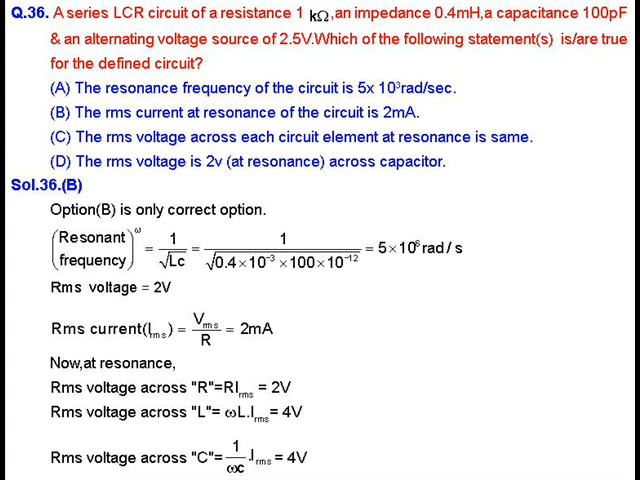 Q.36. A series LCR circuit of a resistance 1 kΩ,an impedance 0.4mH,a capacitance 100pF
& an alternating voltage source of 2.5V.Which of the following statement(s) is/are true
for the defined circuit?
(A) The resonance frequency of the circuit is 5x 10³rad/sec.
(B) The rms current at resonance of the circuit is 2mA.
(C) The rms voltage across each circuit element at resonance is same.
(D) The rms voltage is 2v (at resonance) across capacitor.
Sol.36.(B)
Option(B) is only correct option.
(Resonant frequency)^ω = 1/√Lc = 1/√(0.4×10⁻³×100×10⁻¹²) = 5×10⁶ rad/s
Rms voltage = 2V
Rms current(I_rms) = V_rms/R = 2mA
Now,at resonance,
Rms voltage across "R"=RI_rms = 2V
Rms voltage across "L"= ωL.I_rms = 4V
Rms voltage across "C"= 1/ωc .I_rms = 4V